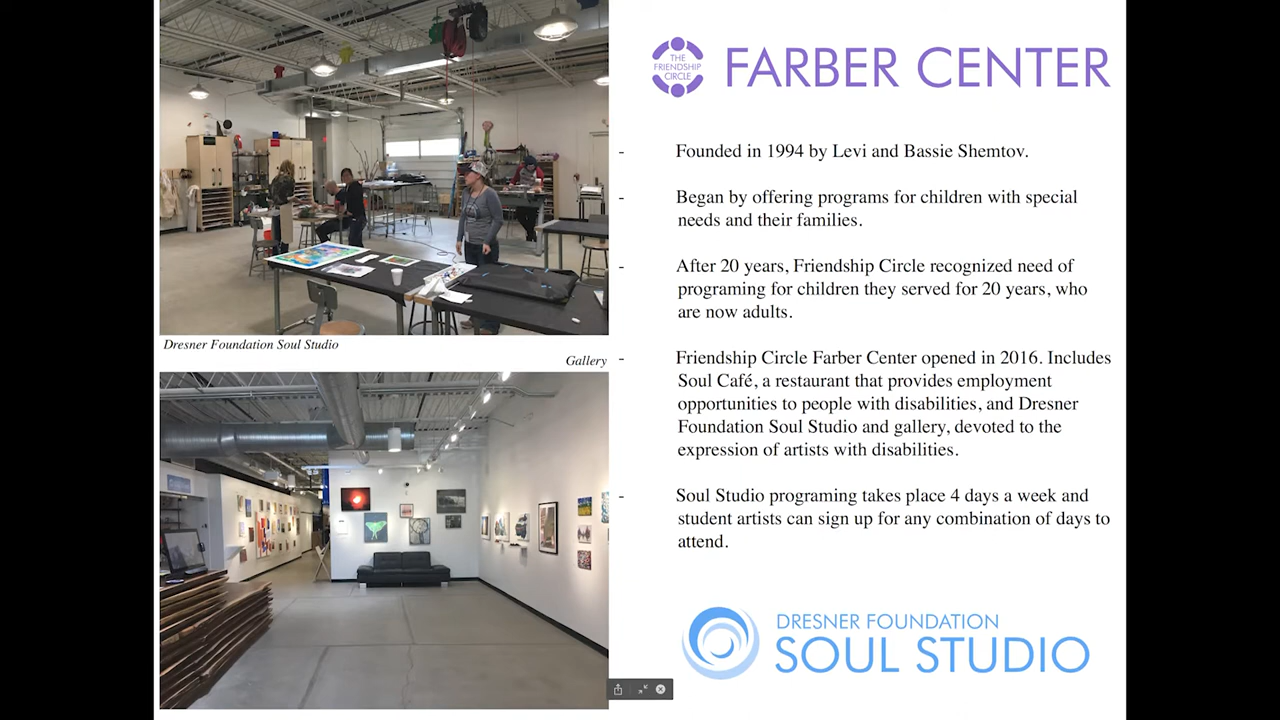 THE
FRIENDSHIP
CIRCLE
FARBER CENTER
- Founded in 1994 by Levi and Bassie Shemtov.
- Began by offering programs for children with special
needs and their families.
- After 20 years, Friendship Circle recognized need of
programing for children they served for 20 years, who
are now adults.
- Friendship Circle Farber Center opened in 2016. Includes
Soul Café, a restaurant that provides employment
opportunities to people with disabilities, and Dresner
Foundation Soul Studio and gallery, devoted to the
expression of artists with disabilities.
- Soul Studio programing takes place 4 days a week and
student artists can sign up for any combination of days to
attend.
Dresner Foundation Soul Studio
Gallery
DRESNER FOUNDATION
SOUL STUDIO